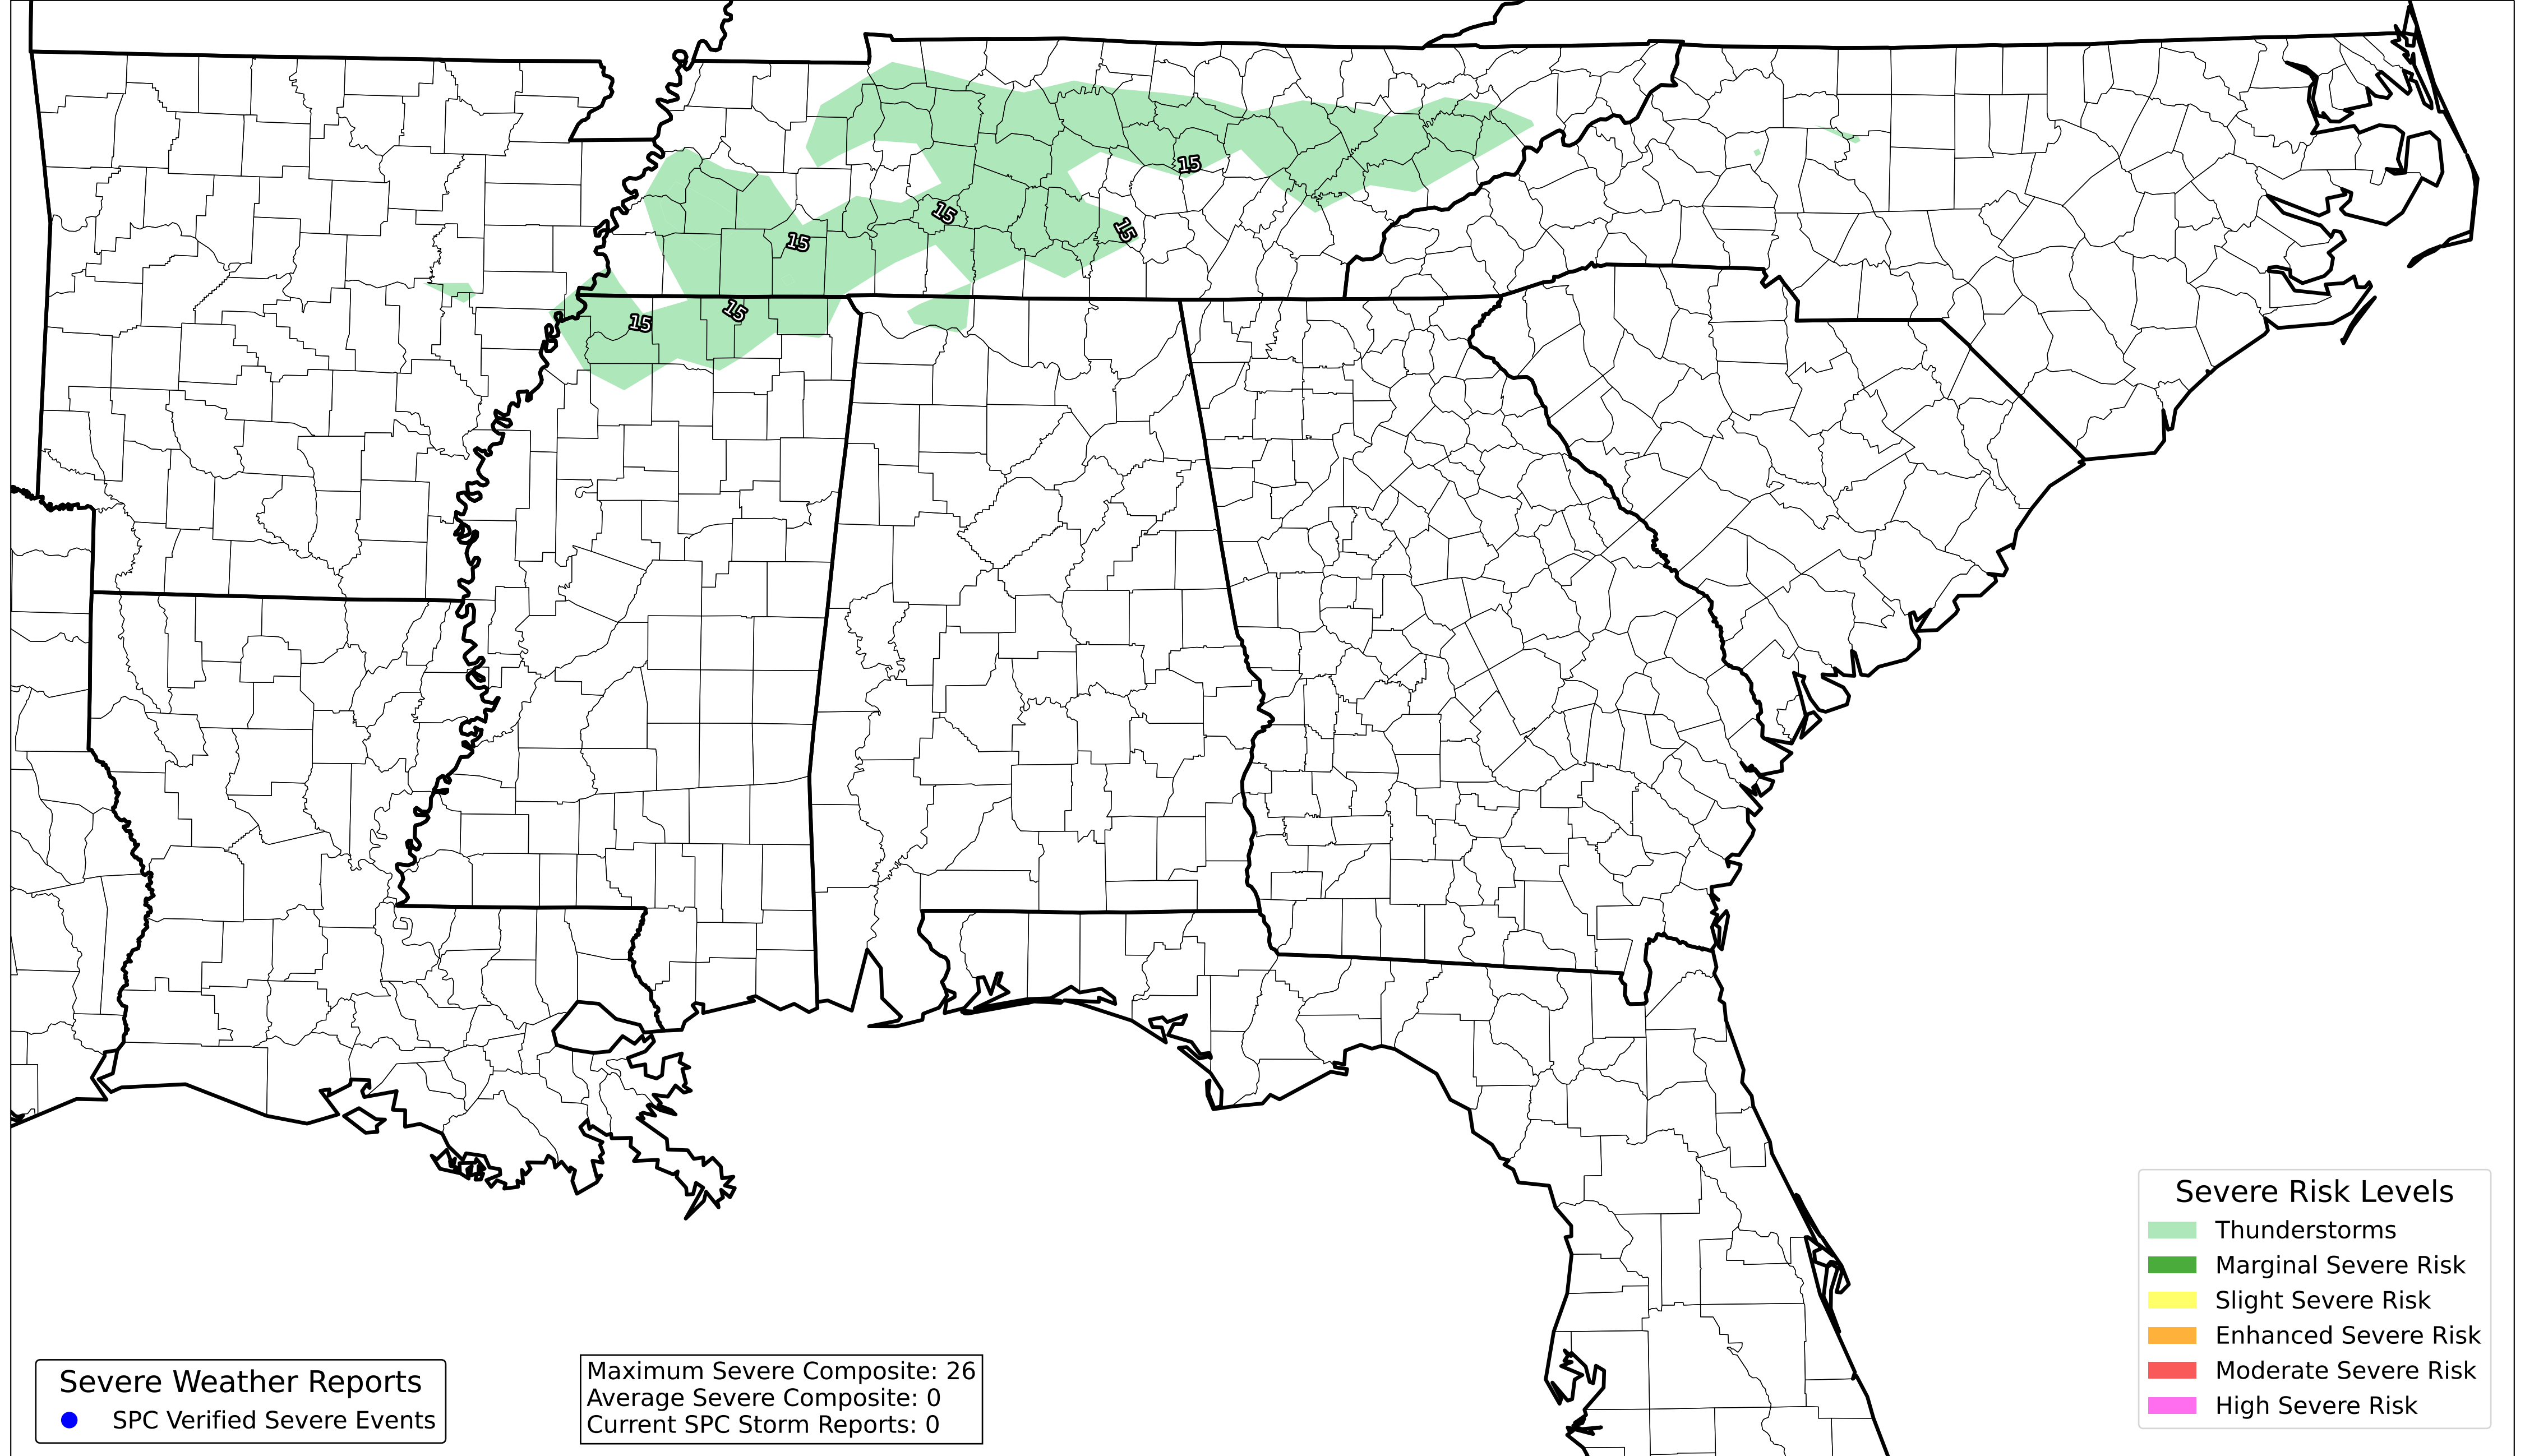 15
15
15
15
15
15
Severe Risk Levels
Thunderstorms
Marginal Severe Risk
Slight Severe Risk
Enhanced Severe Risk
Moderate Severe Risk
High Severe Risk
Severe Weather Reports
SPC Verified Severe Events
Maximum Severe Composite: 26
Average Severe Composite: 0
Current SPC Storm Reports: 0